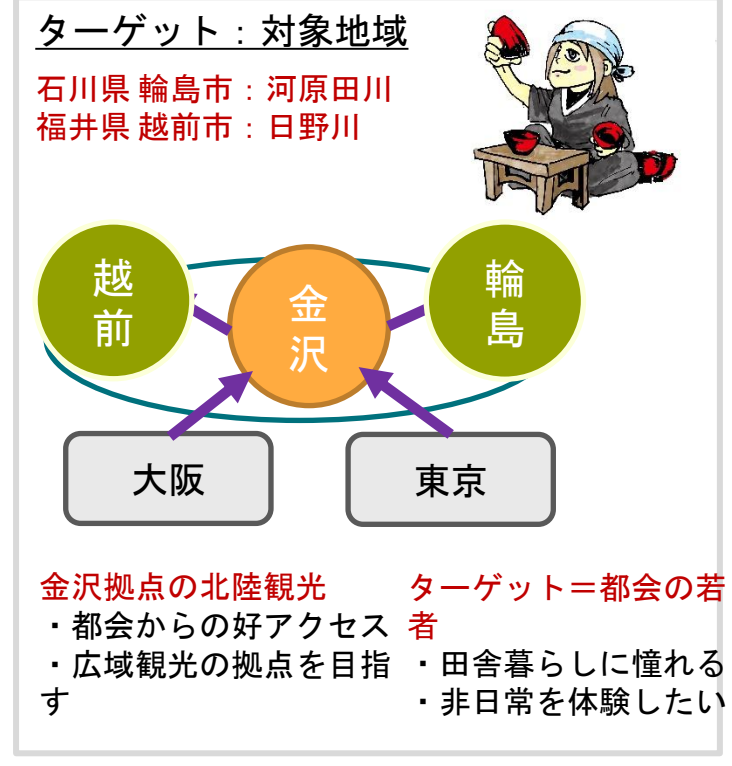 ターゲット：対象地域
石川県 輪島市：河原田川
福井県 越前市：日野川
越
前
金
沢
輪
島
大阪
東京
金沢拠点の北陸観光
・都会からの好アクセス
・広域観光の拠点を目指
す
ターゲット＝都会の若
者
・田舎暮らしに憧れる
・非日常を体験したい